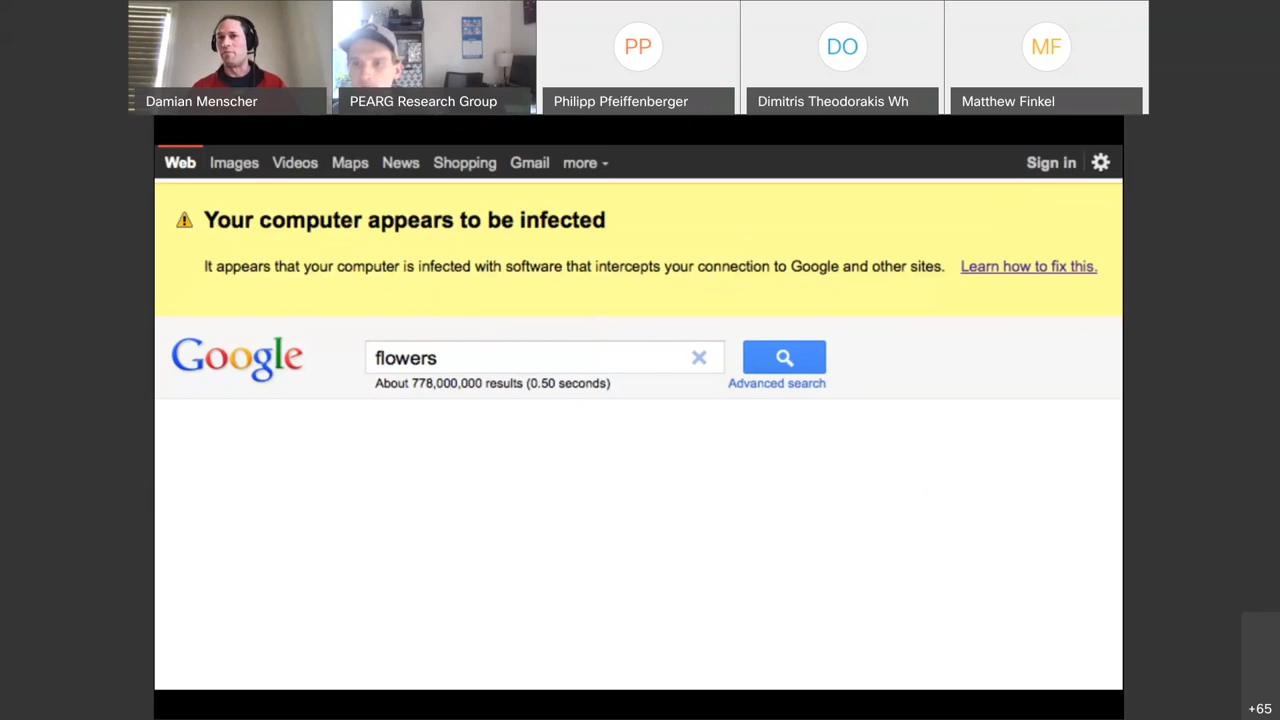 PP
DO
MF
Damian Menscher
PEARG Research Group
Philipp Pfeiffenberger
Dimitris Theodorakis Wh
Matthew Finkel
Web Images Videos Maps News Shopping Gmail more Sign in
Your computer appears to be infected
It appears that your computer is infected with software that intercepts your connection to Google and other sites. Learn how to fix this.
Google flowers
About 778,000,000 results (0.50 seconds) Advanced search
+65